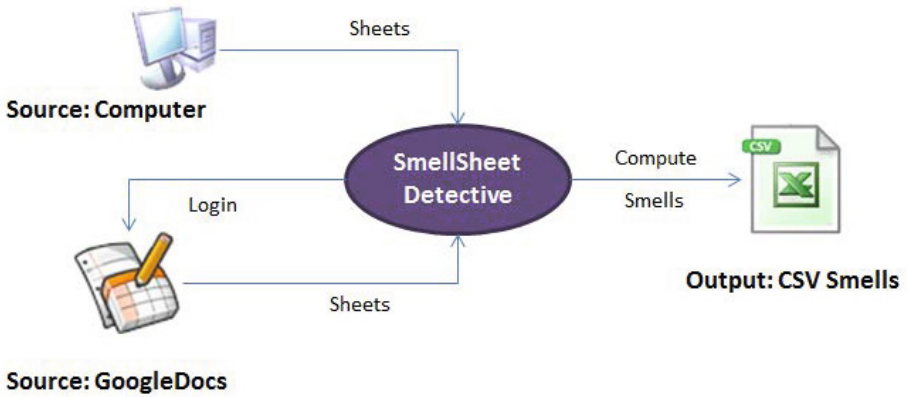 Sheets
Source: Computer
SmellSheet
Detective
Compute
Smells
CSV
Login
Sheets
Output: CSV Smells
Source: GoogleDocs